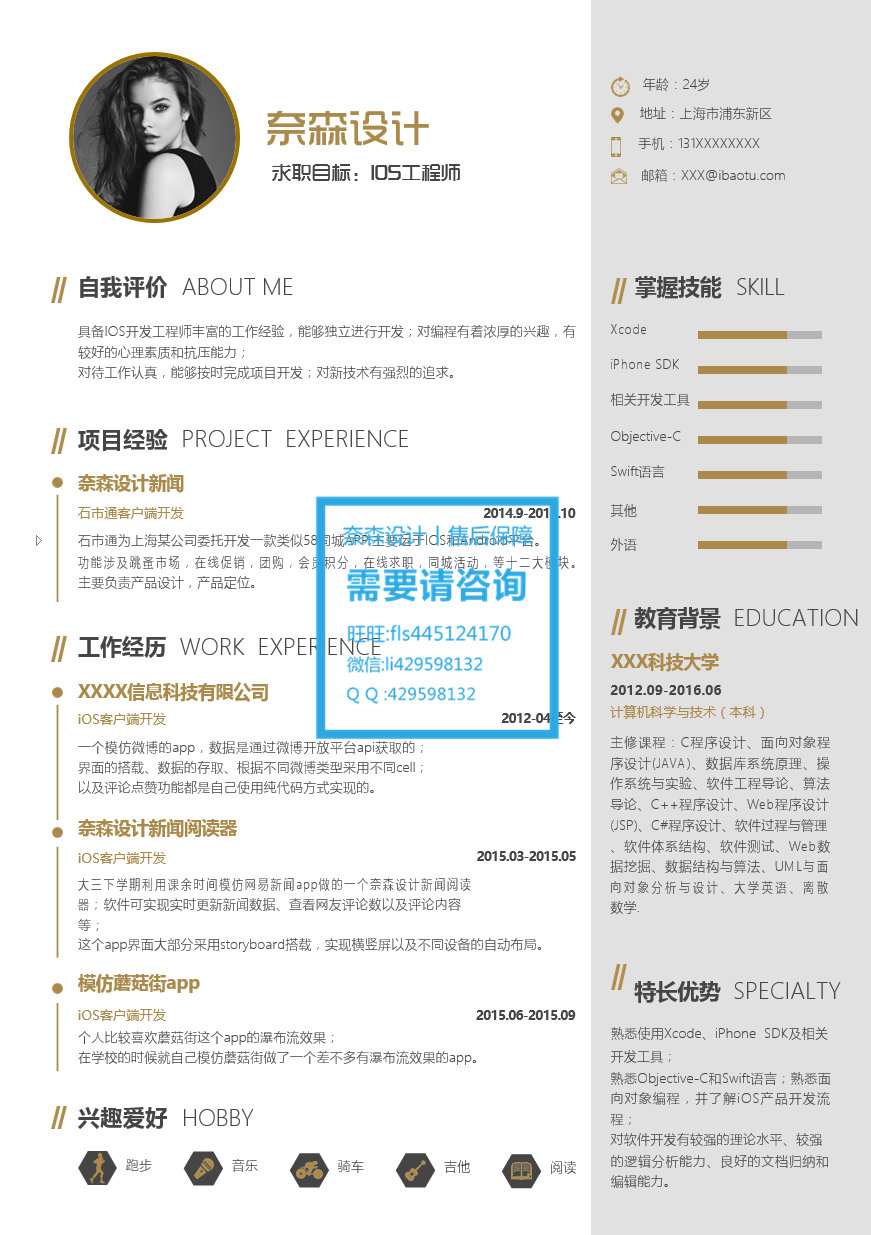 奈森设计
求职目标：IOS工程师
年龄：24岁
地址：上海市浦东新区
手机：131XXXXXXXX
邮箱：XXX@ibaotu.com
自我评价 ABOUT ME
具备IOS开发工程师丰富的工作经验，能够独立进行开发；对编程有着浓厚的兴趣，有
较好的心理素质和抗压能力；
对待工作认真，能够按时完成项目开发；对新技术有强烈的追求。
项目经验 PROJECT EXPERIENCE
奈森设计新闻
石市通客户端开发
2014.9-201 .10
石市通为上海某公司委托开发一款类似58同城APP,主要运于IOS和Android平台。
功能涉及跳蚤市场，在线促销，团购，会员积分，在线求职，同城活动，等十二大模块。
主要负责产品设计，产品定位。
奈森设计丨售后保障
需要请咨询
旺旺:fls445124170
微信:li429598132
Q Q :429598132
工作经历 WORK EXPERIENCE
XXXX信息科技有限公司
iOS客户端开发
2012-04至今
一个模仿微博的app，数据是通过微博开放平台api获取的；
界面的搭载、数据的存取、根据不同微博类型采用不同cell；
以及评论点赞功能都是自己使用纯代码方式实现的。
奈森设计新闻阅读器
iOS客户端开发
2015.03-2015.05
大三下学期利用课余时间模仿网易新闻app做的一个奈森设计新闻阅读
器；软件可实现实时更新新闻数据、查看网友评论数以及评论内容
等；
这个app界面大部分采用storyboard搭载，实现横竖屏以及不同设备的自动布局。
模仿蘑菇街app
iOS客户端开发
2015.06-2015.09
个人比较喜欢蘑菇街这个app的瀑布流效果；
在学校的时候就自己模仿蘑菇街做了一个差不多有瀑布流效果的app。
兴趣爱好 HOBBY
跑步
音乐
骑车
吉他
阅读
掌握技能 SKILL
Xcode
iPhone SDK
相关开发工具
Objective-C
Swift语言
其他
外语
教育背景 EDUCATION
XXX科技大学
2012.09-2016.06
计算机科学与技术（本科）
主修课程：C程序设计、面向对象程
序设计(JAVA)、数据库系统原理、操
作系统与实验、软件工程导论、算法
导论、C++程序设计、Web程序设计
(JSP)、C#程序设计、软件过程与管理
、软件体系结构、软件测试、Web数
据挖掘、数据结构与算法、UML与面
向对象分析与设计、大学英语、离散
数学.
特长优势 SPECIALTY
熟悉使用Xcode、iPhone SDK及相关
开发工具；
熟悉Objective-C和Swift语言；熟悉面
向对象编程，并了解iOS产品开发流
程；
对软件开发有较强的理论水平、较强
的逻辑分析能力、良好的文档归纳和
编辑能力。